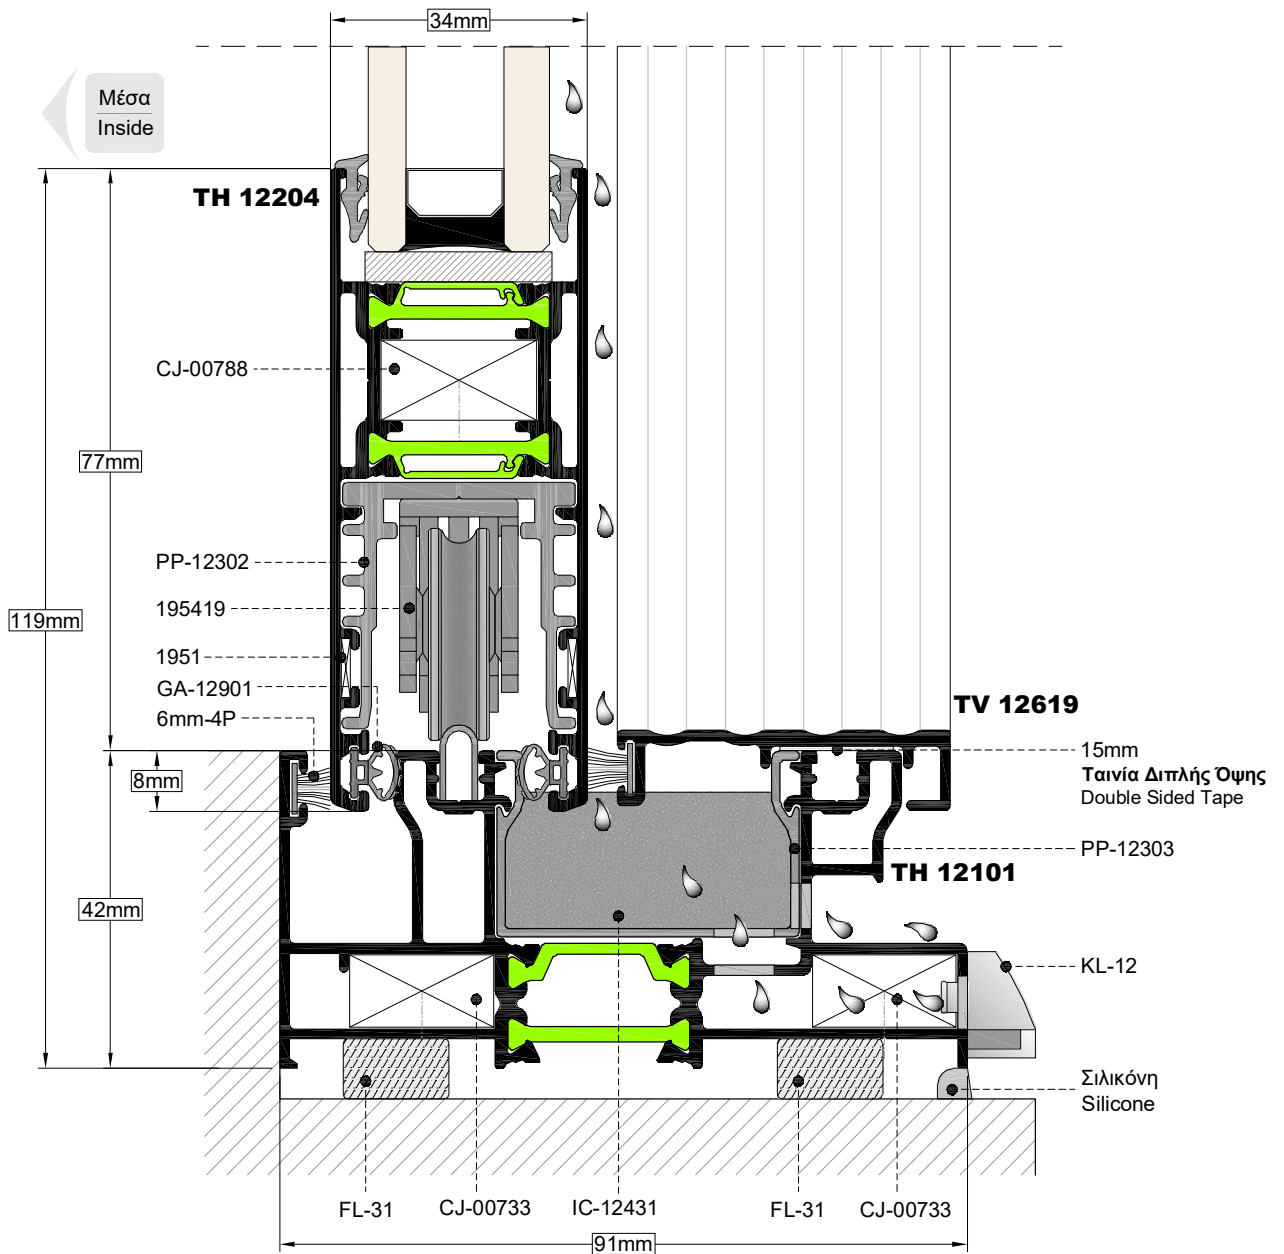 34mm
Μέσα
Inside
TH 12204
CJ-00788
77mm
PP-12302
195419
119mm
1951
GA-12901
6mm-4P
8mm
TV 12619
15mm
Ταινία Διπλής Όψης
Double Sided Tape
PP-12303
TH 12101
42mm
KL-12
Σιλικόνη
Silicone
FL-31
CJ-00733
IC-12431
FL-31
CJ-00733
91mm